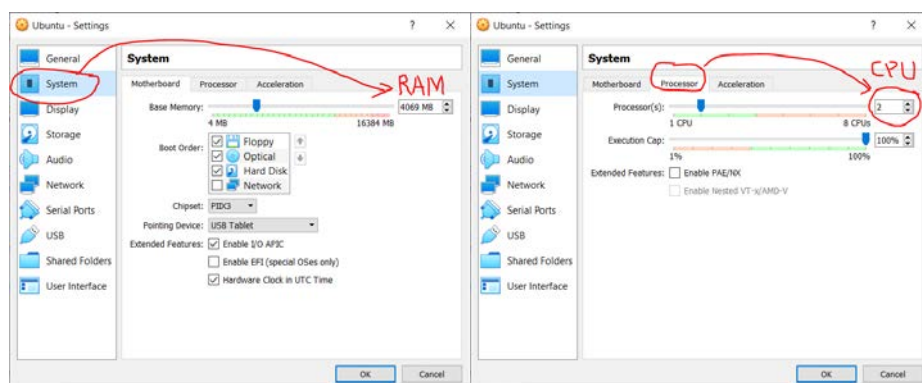 Ubuntu - Settings ? ×
General
System
Display
Storage
Audio
Network
Serial Ports
USB
Shared Folders
User Interface
System
Motherboard Processor Acceleration
RAM
Base Memory: 4069 MB
4 MB 16384 MB
Boot Order: Floppy
Optical
Hard Disk
Network
Chipset: PIIX3
Pointing Device: USB Tablet
Extended Features: Enable I/O APIC
Enable EFI (special OSes only)
Hardware Clock in UTC Time
OK Cancel
Ubuntu - Settings ? ×
General
System
Display
Storage
Audio
Network
Serial Ports
USB
Shared Folders
User Interface
System
Motherboard Processor Acceleration
CPU
Processor(s): 2
1 CPU 8 CPUs
Execution Cap: 100%
1% 100%
Extended Features: Enable PAE/NX
Enable Nested VT-x/AMD-V
OK Cancel